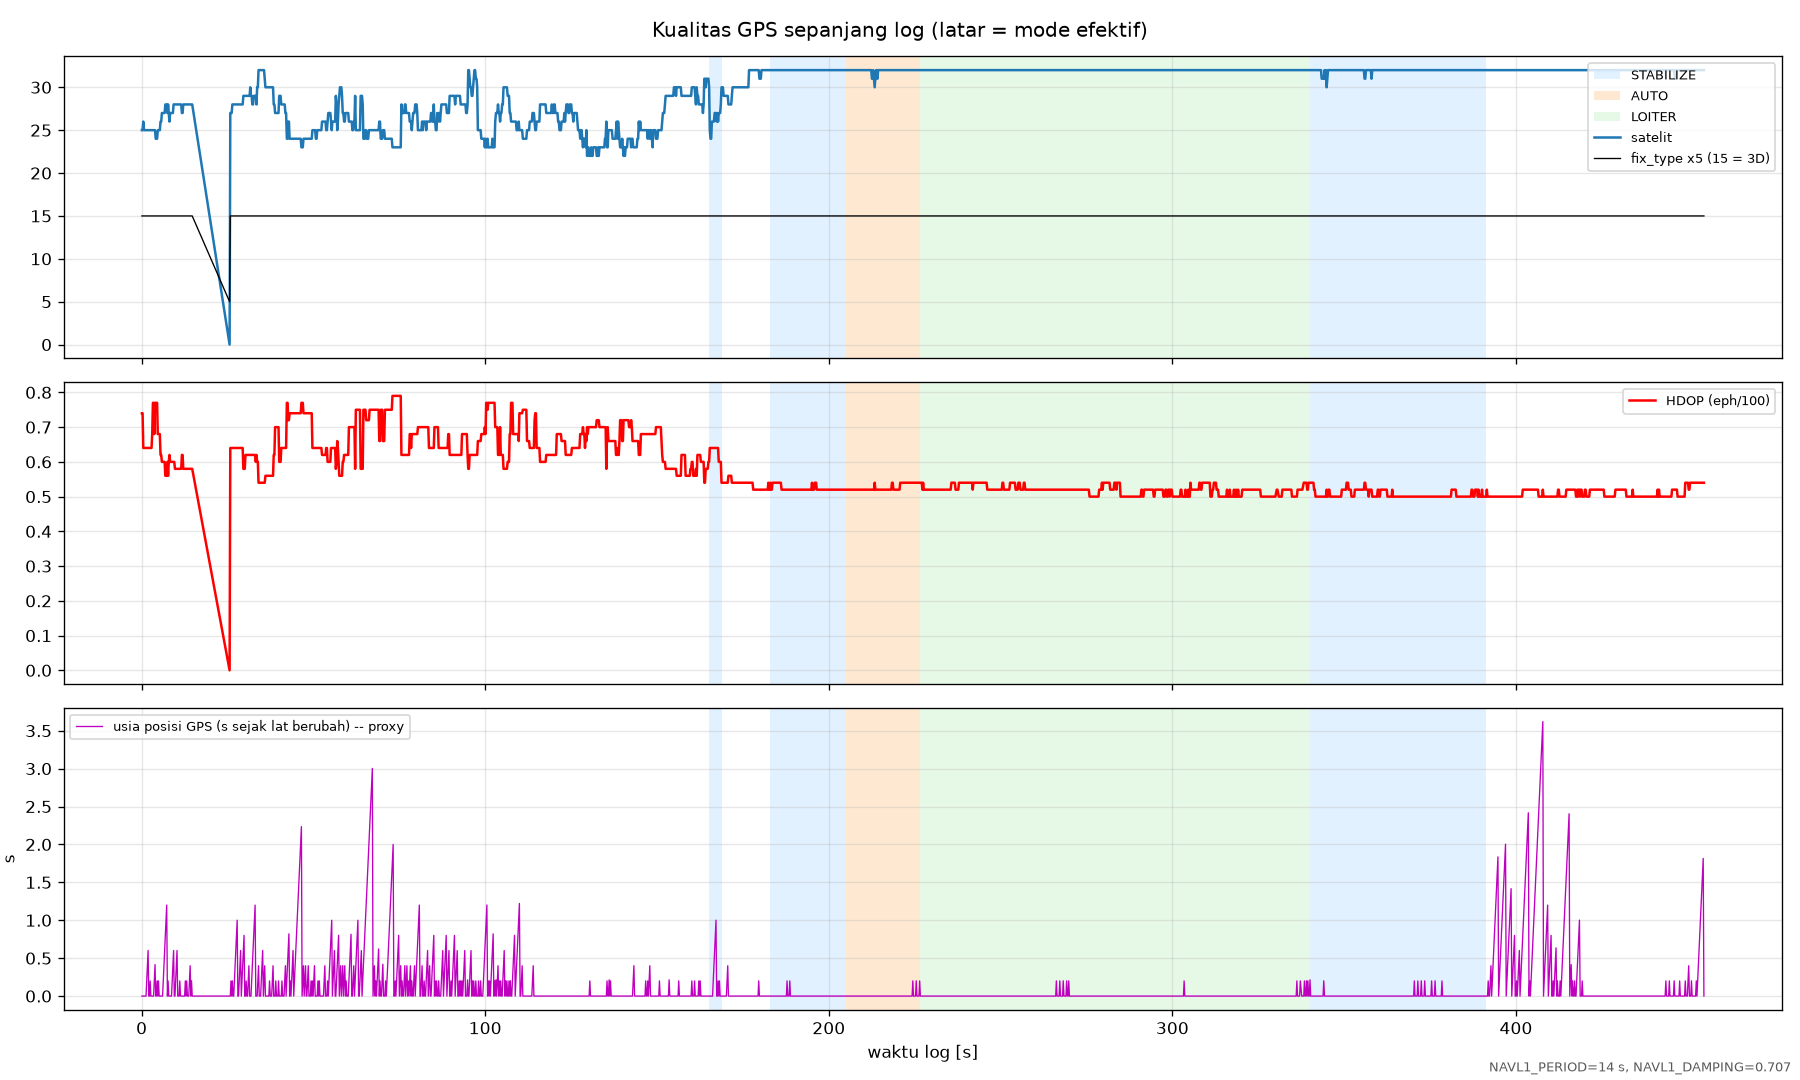 Kualitas GPS sepanjang log (latar = mode efektif)
30
25
20
15
10
5
0
STABILIZE
AUTO
LOITER
satelit
fix_type x5 (15 = 3D)
0.8
0.7
0.6
0.5
0.4
0.3
0.2
0.1
0.0
HDOP (eph/100)
3.5
3.0
2.5
2.0
1.5
1.0
0.5
0.0
s
usia posisi GPS (s sejak lat berubah) -- proxy
0 100 200 300 400
waktu log [s]
NAVL1_PERIOD=14 s, NAVL1_DAMPING=0.707